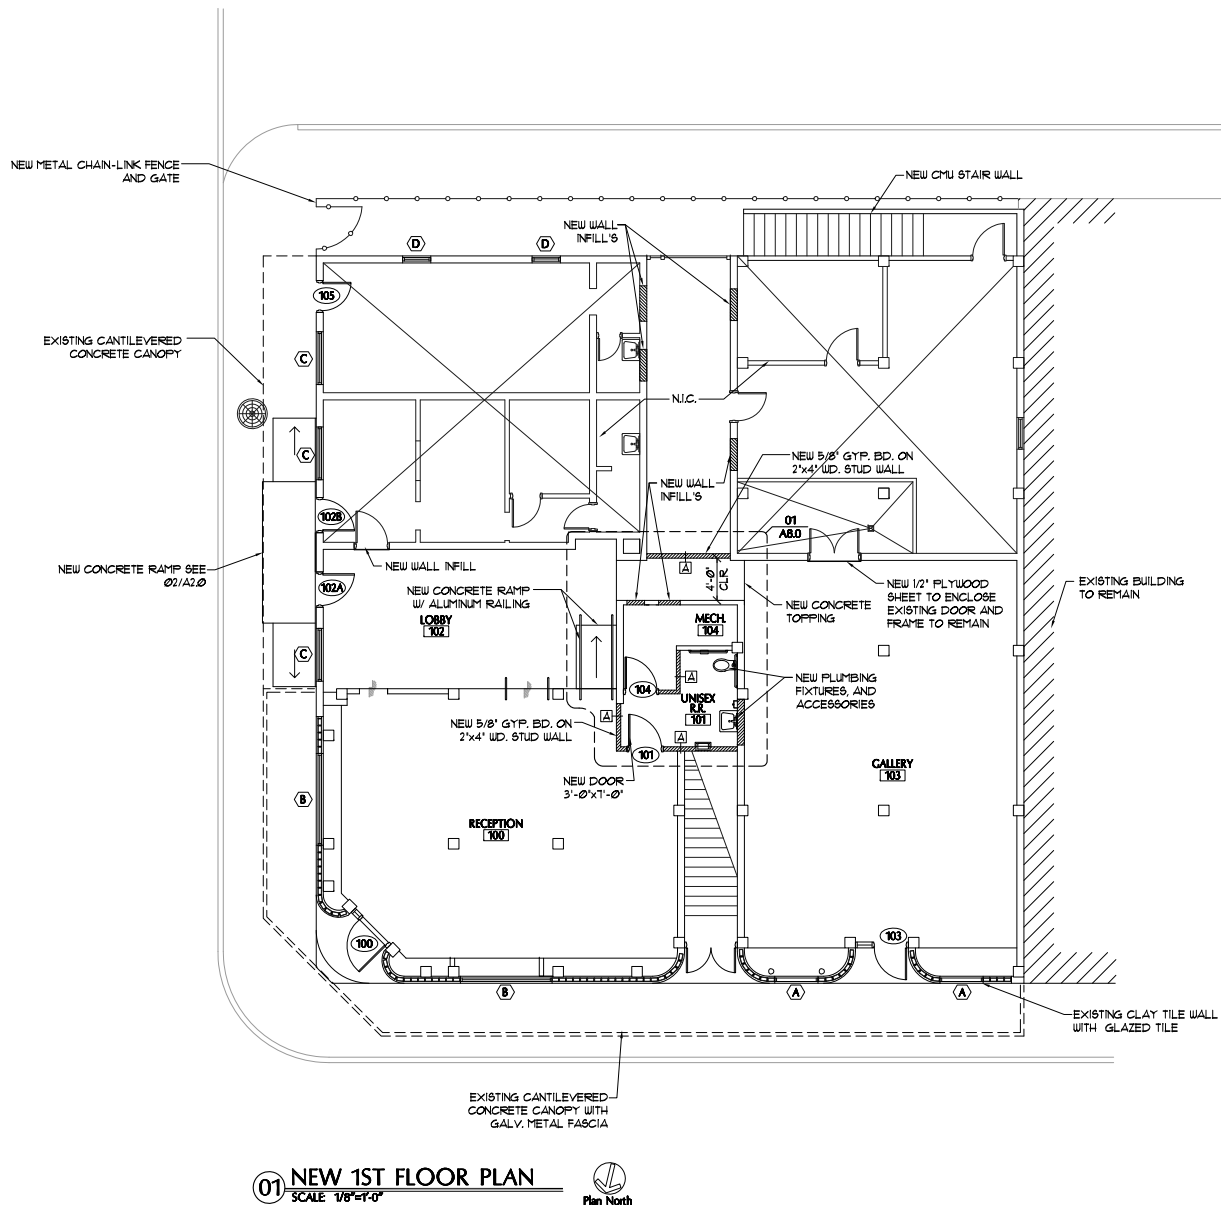 NEW METAL CHAIN-LINK FENCE
AND GATE
NEW CMU STAIR WALL
NEW WALL
INFILL'S
D
D
105
EXISTING CANTILEVERED
CONCRETE CANOPY
C
N.I.C.
C
NEW 5/8" GYP. BD. ON
2"x4" WD. STUD WALL
NEW WALL
INFILL'S
102B
01
A8.0
NEW CONCRETE RAMP SEE
02/A2.0
NEW WALL INFILL
A
4'-0"
CLR.
102A
NEW CONCRETE RAMP
W/ ALUMINUM RAILING
NEW CONCRETE
TOPPING
NEW 1/2" PLYWOOD
SHEET TO ENCLOSE
EXISTING DOOR AND
FRAME TO REMAIN
EXISTING BUILDING
TO REMAIN
LOBBY
102
MECH.
104
C
104
A
NEW PLUMBING
FIXTURES, AND
ACCESSORIES
UNISEX
R.R.
101
NEW 5/8" GYP. BD. ON
2"x4" WD. STUD WALL
A
A
101
NEW DOOR
3'-0"x7'-0"
GALLERY
103
B
RECEPTION
100
100
103
B
A
A
EXISTING CLAY TILE WALL
WITH GLAZED TILE
EXISTING CANTILEVERED
CONCRETE CANOPY WITH
GALV. METAL FASCIA
01 NEW 1ST FLOOR PLAN
SCALE: 1/8"=1'-0"
Plan North